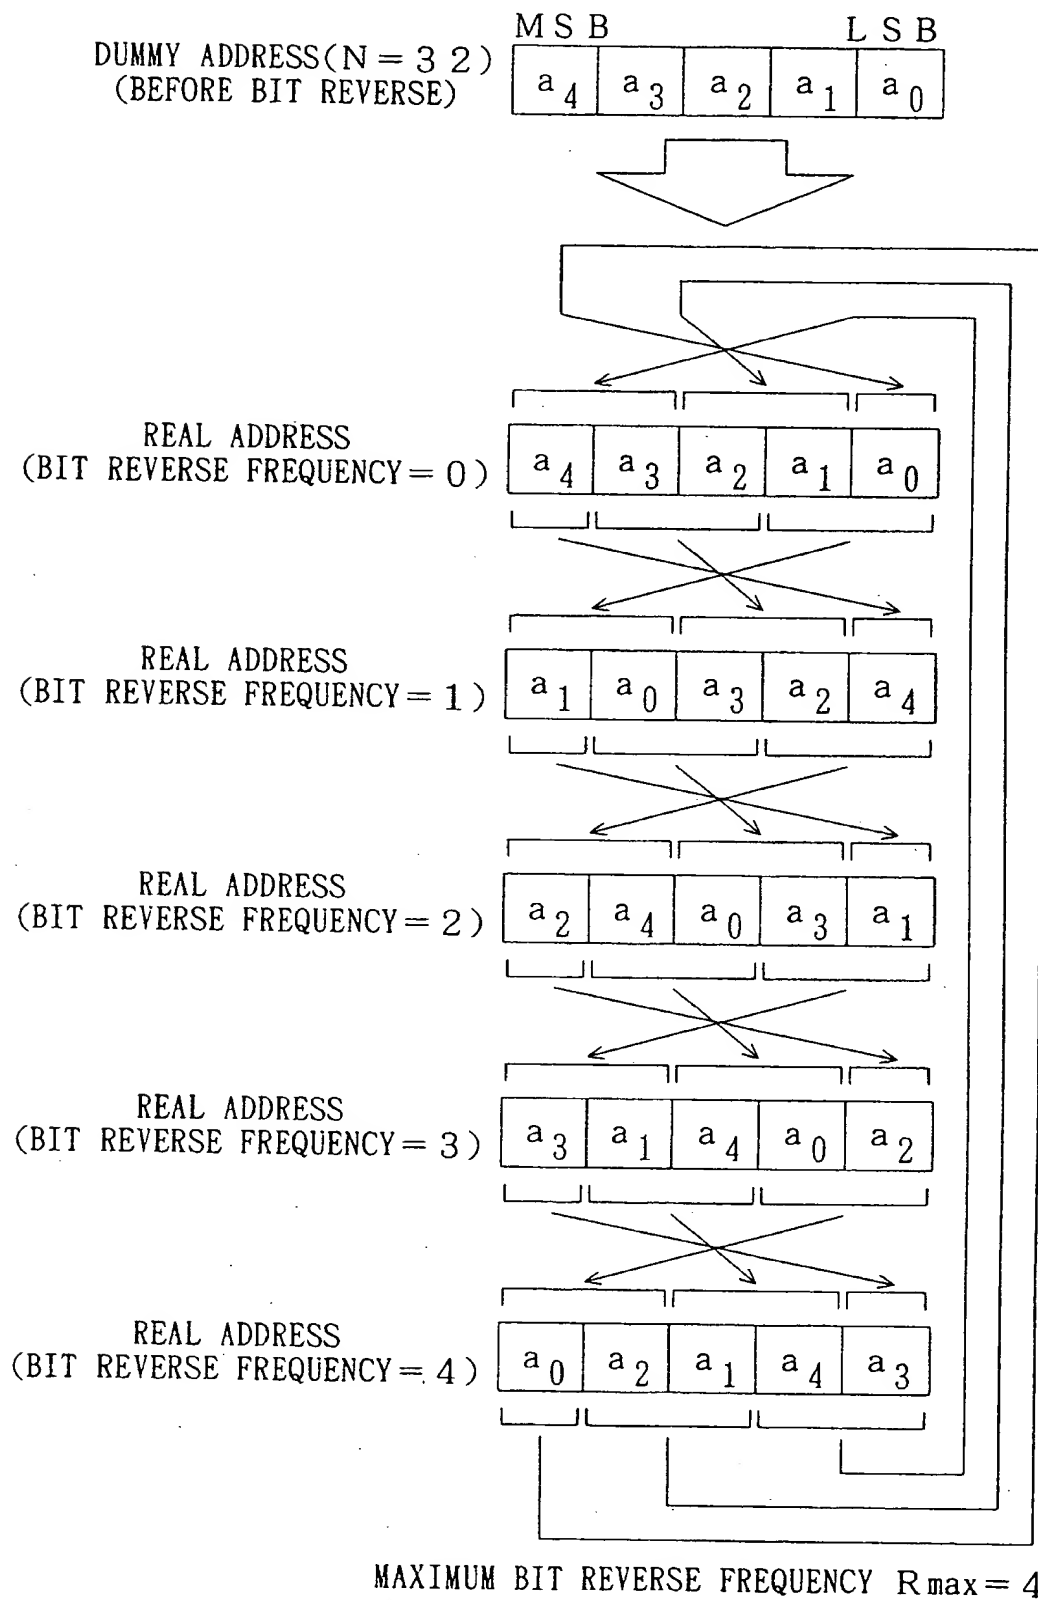 MSB LSB
DUMMY ADDRESS(N=32)
(BEFORE BIT REVERSE)
a4 a3 a2 a1 a0
REAL ADDRESS
(BIT REVERSE FREQUENCY=0)
a4 a3 a2 a1 a0
REAL ADDRESS
(BIT REVERSE FREQUENCY=1)
a1 a0 a3 a2 a4
REAL ADDRESS
(BIT REVERSE FREQUENCY=2)
a2 a4 a0 a3 a1
REAL ADDRESS
(BIT REVERSE FREQUENCY=3)
a3 a1 a4 a0 a2
REAL ADDRESS
(BIT REVERSE FREQUENCY=4)
a0 a2 a1 a4 a3
MAXIMUM BIT REVERSE FREQUENCY Rmax=4